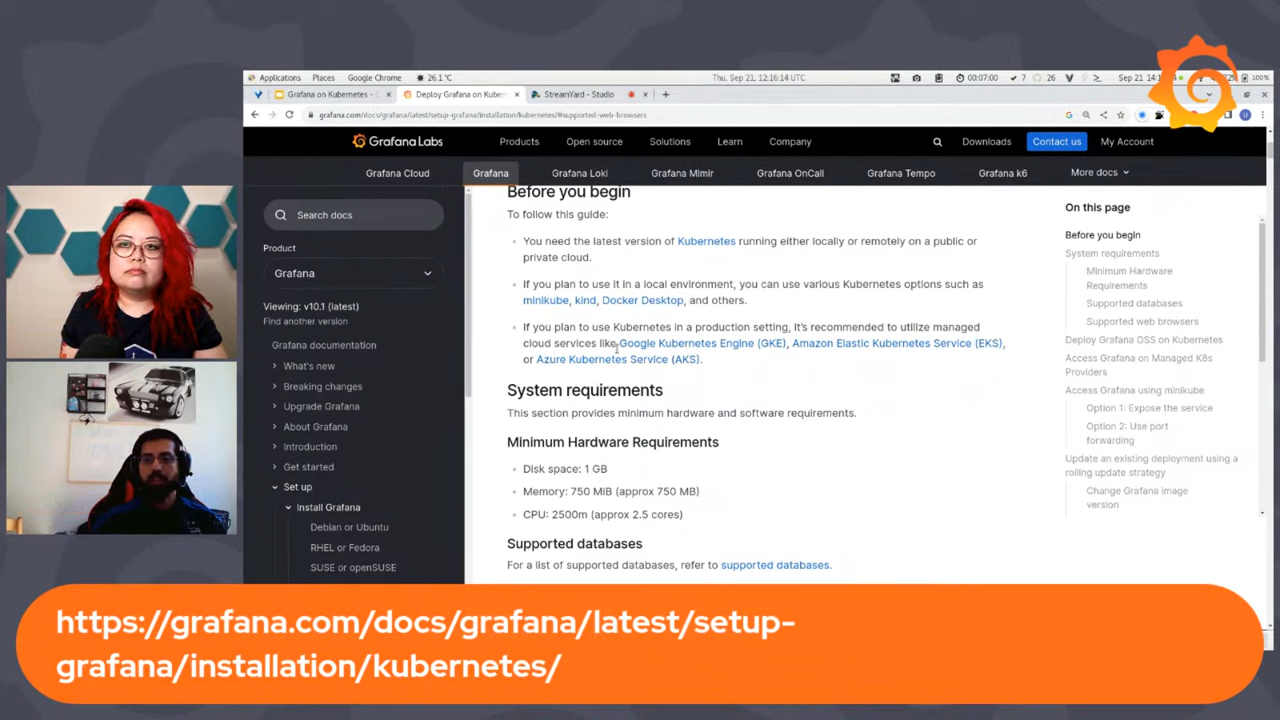 Applications Places Google Chrome 26.1 °C Thu, Sep 21, 12:16:14 UTC 00:07:00 7 26 Sep 21 100%
Grafana on Kubernetes - Deploy Grafana on Kuber StreamYard - Studio
grafana.com/docs/grafana/latest/setup-grafana/installation/kubernetes/#supported-web-browsers
Grafana Labs Products Open source Solutions Learn Company Downloads Contact us My Account
Grafana Cloud Grafana Grafana Loki Grafana Mimir Grafana OnCall Grafana Tempo Grafana k6 More docs
Search docs
Product
Grafana
Viewing: v10.1 (latest)
Find another version
Grafana documentation
What's new
Breaking changes
Upgrade Grafana
About Grafana
Introduction
Get started
Set up
Install Grafana
Debian or Ubuntu
RHEL or Fedora
SUSE or openSUSE
Before you begin
To follow this guide:
You need the latest version of Kubernetes running either locally or remotely on a public or
private cloud.
If you plan to use it in a local environment, you can use various Kubernetes options such as
minikube, kind, Docker Desktop, and others.
If you plan to use Kubernetes in a production setting, it's recommended to utilize managed
cloud services like Google Kubernetes Engine (GKE), Amazon Elastic Kubernetes Service (EKS),
or Azure Kubernetes Service (AKS).
System requirements
This section provides minimum hardware and software requirements.
Minimum Hardware Requirements
Disk space: 1 GB
Memory: 750 MiB (approx 750 MB)
CPU: 2500m (approx 2.5 cores)
Supported databases
For a list of supported databases, refer to supported databases.
On this page
Before you begin
System requirements
Minimum Hardware
Requirements
Supported databases
Supported web browsers
Deploy Grafana OSS on Kubernetes
Access Grafana on Managed K8s
Providers
Access Grafana using minikube
Option 1: Expose the service
Option 2: Use port
forwarding
Update an existing deployment using a
rolling update strategy
Change Grafana image
version
https://grafana.com/docs/grafana/latest/setup-
grafana/installation/kubernetes/